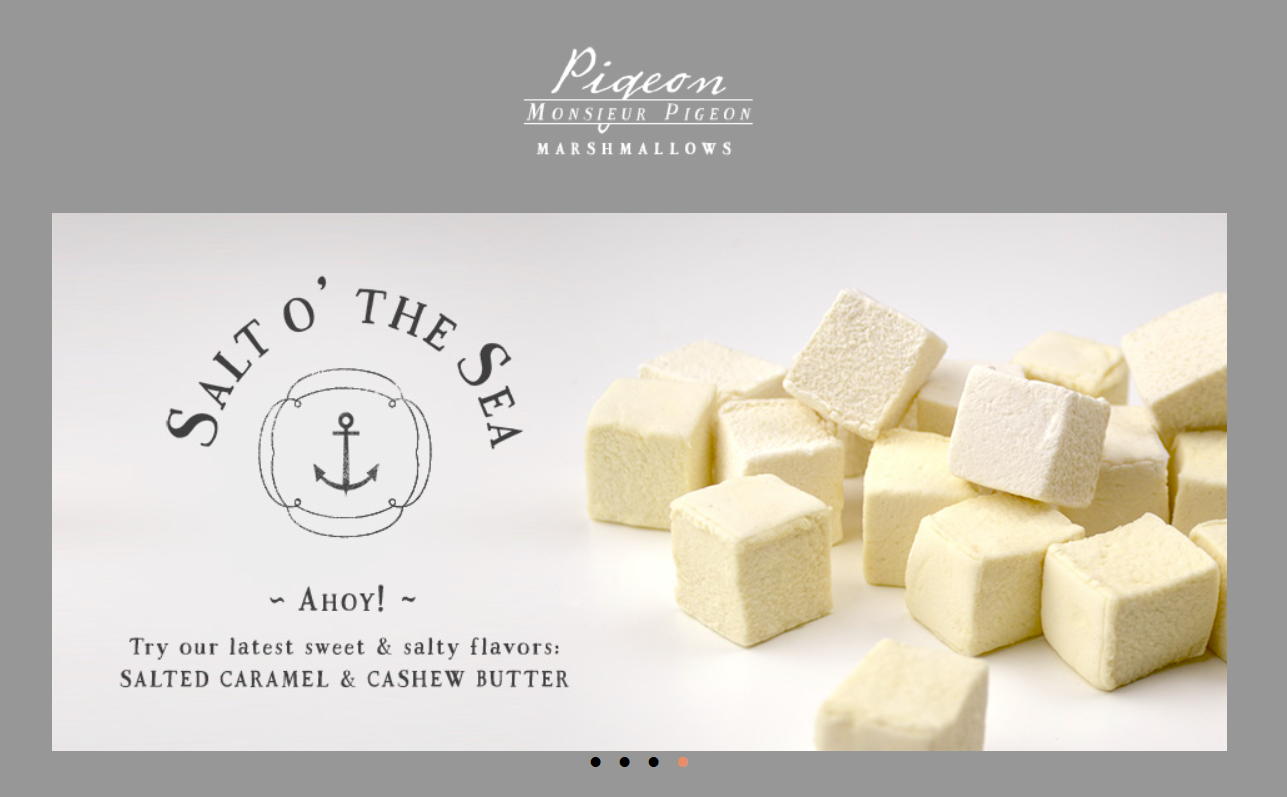 Pigeon
Monsieur Pigeon
MARSHMALLOWS
Salt o' the Sea
~ Ahoy! ~
Try our latest sweet & salty flavors:
SALTED CARAMEL & CASHEW BUTTER